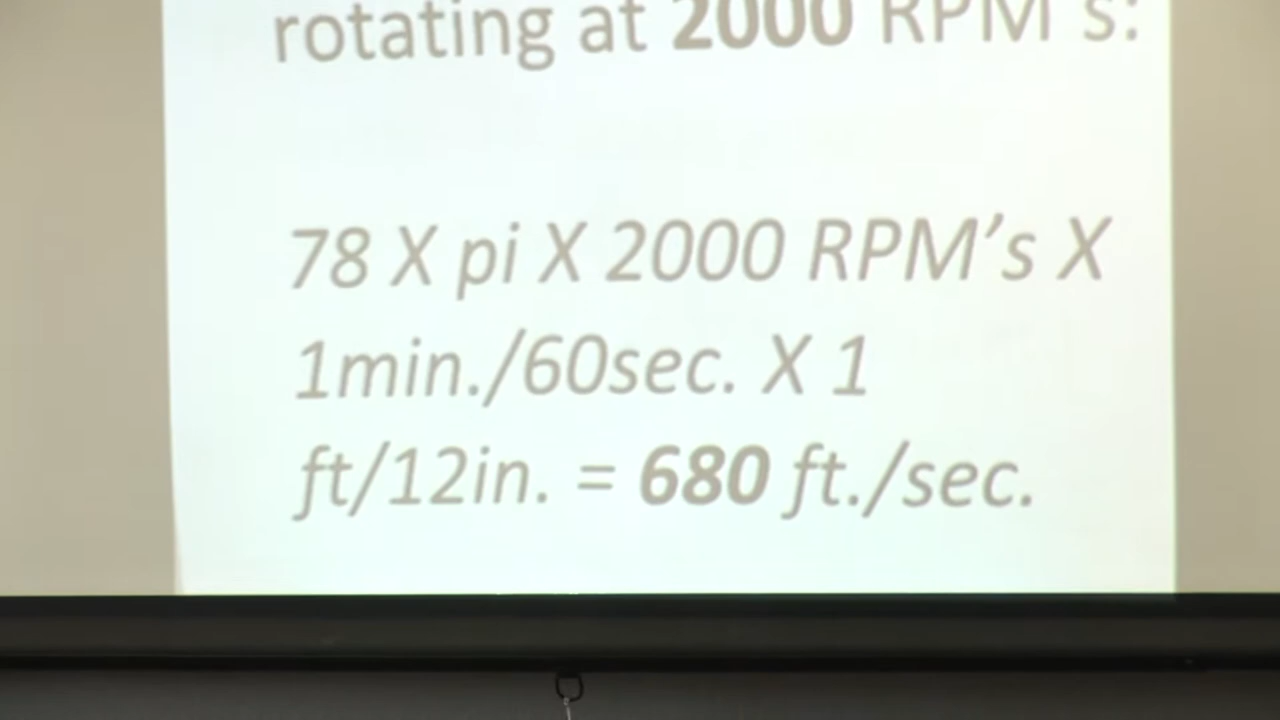 rotating at 2000 RPM's:
78 X pi X 2000 RPM's X
1min./60sec. X 1
ft/12in. = 680 ft./sec.